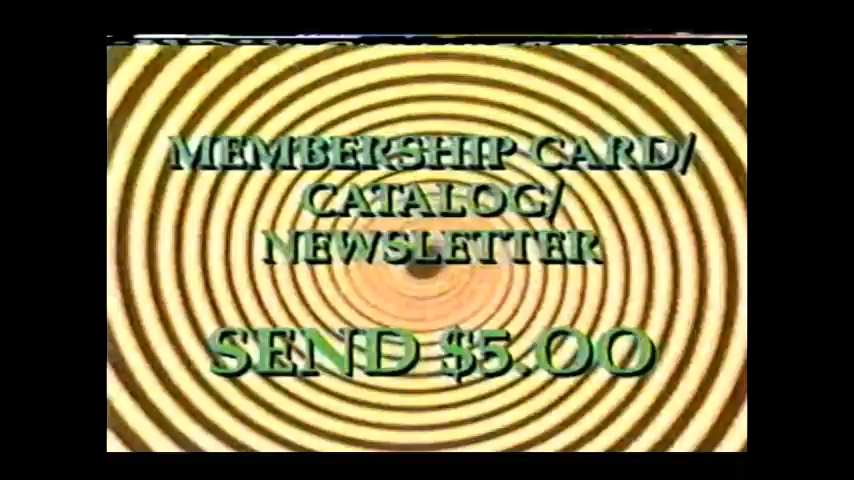 MEMBERSHIP CARD/
CATALOG/
NEWSLETTER
SEND $5.00